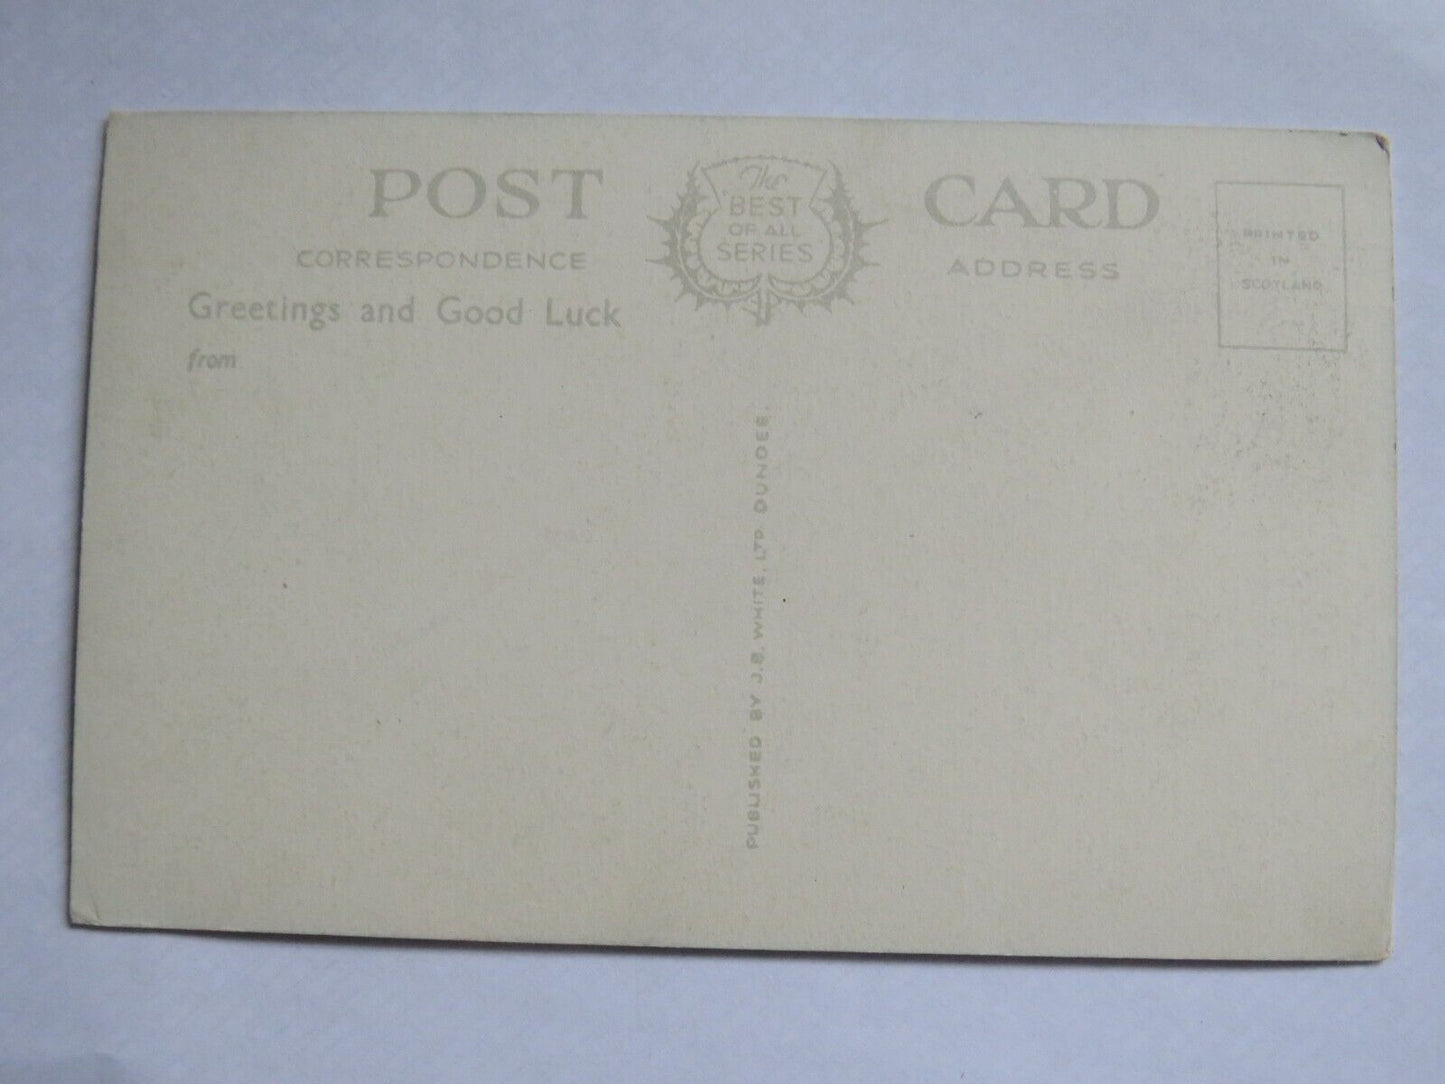 POST
CARD
The
BEST
OF ALL
SERIES
CORRESPONDENCE
ADDRESS
PRINTED
IN
SCOTLAND
Greetings and Good Luck
from
PUBLISHED BY J.B. WHITE, LTD. DUNDEE.